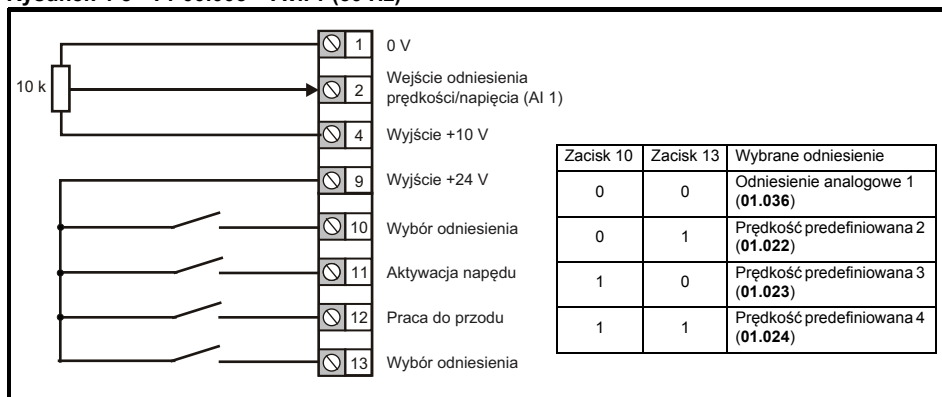 1 0 V
10 k
2 Wejście odniesienia
prędkości/napięcia (AI 1)
4 Wyjście +10 V
9 Wyjście +24 V
10 Wybór odniesienia
11 Aktywacja napędu
12 Praca do przodu
13 Wybór odniesienia
Zacisk 10 Zacisk 13 Wybrane odniesienie
0 0 Odniesienie analogowe 1
(01.036)
0 1 Prędkość predefiniowana 2
(01.022)
1 0 Prędkość predefiniowana 3
(01.023)
1 1 Prędkość predefiniowana 4
(01.024)